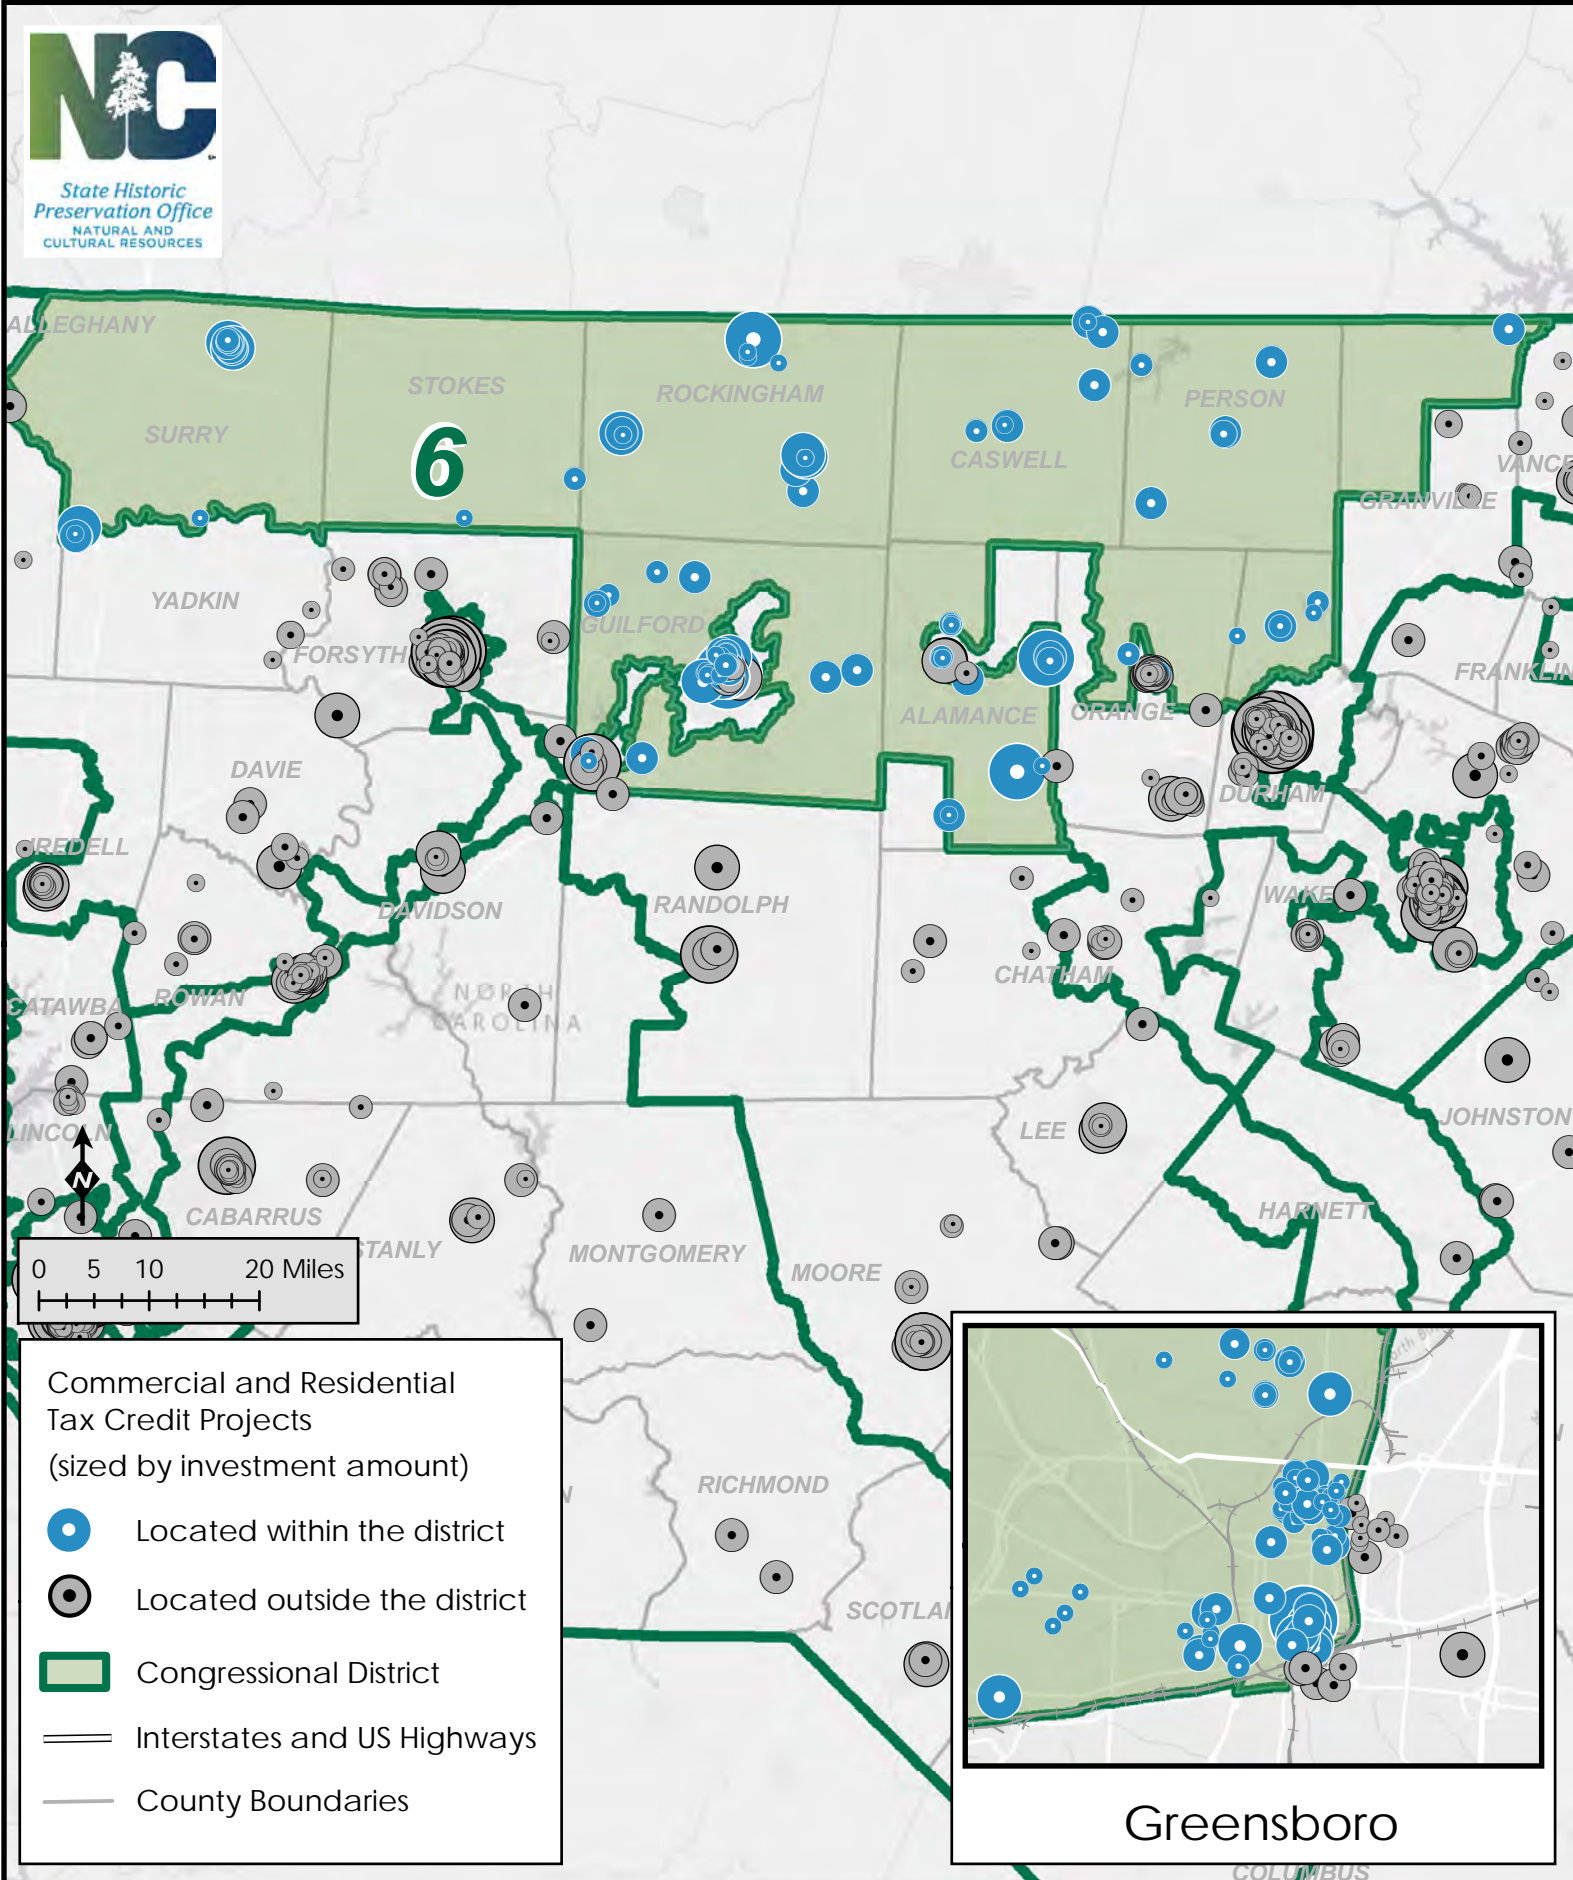 NC
SM
State Historic
Preservation Office
NATURAL AND
CULTURAL RESOURCES
ALLEGHANY
STOKES
ROCKINGHAM
PERSON
SURRY
6
CASWELL
VANCE
GRANVILLE
YADKIN
GUILFORD
FORSYTH
FRANKLIN
ALAMANCE
ORANGE
DAVIE
DURHAM
IREDELL
WAKE
DAVIDSON
RANDOLPH
CHATHAM
CATAWBA
ROWAN
NORTH
CAROLINA
LINCOLN
LEE
JOHNSTON
N
CABARRUS
STANLY
MONTGOMERY
MOORE
HARNETT
0 5 10 20 Miles
Commercial and Residential
Tax Credit Projects
(sized by investment amount)
Located within the district
Located outside the district
Congressional District
Interstates and US Highways
County Boundaries
RICHMOND
SCOTLA
Greensboro
COLUMBUS